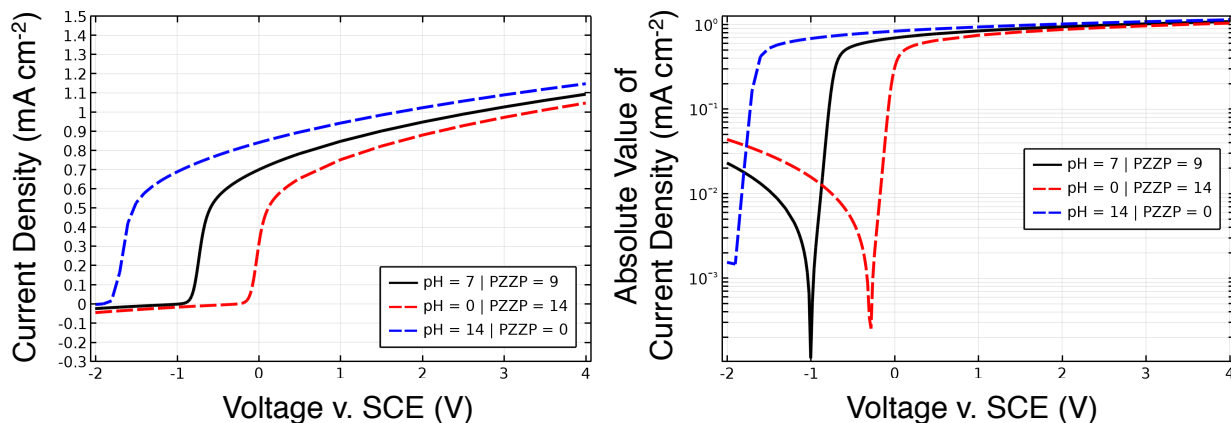 Current Density (mA cm⁻²)
1.5
1.4
1.3
1.2
1.1
1
0.9
0.8
0.7
0.6
0.5
0.4
0.3
0.2
0.1
0
-0.1
-0.2
-0.3
-2 -1 0 1 2 3 4
Voltage v. SCE (V)
pH = 7 | PZZP = 9
pH = 0 | PZZP = 14
pH = 14 | PZZP = 0
Absolute Value of
Current Density (mA cm⁻²)
10⁰
10⁻¹
10⁻²
10⁻³
-2 -1 0 1 2 3 4
Voltage v. SCE (V)
pH = 7 | PZZP = 9
pH = 0 | PZZP = 14
pH = 14 | PZZP = 0